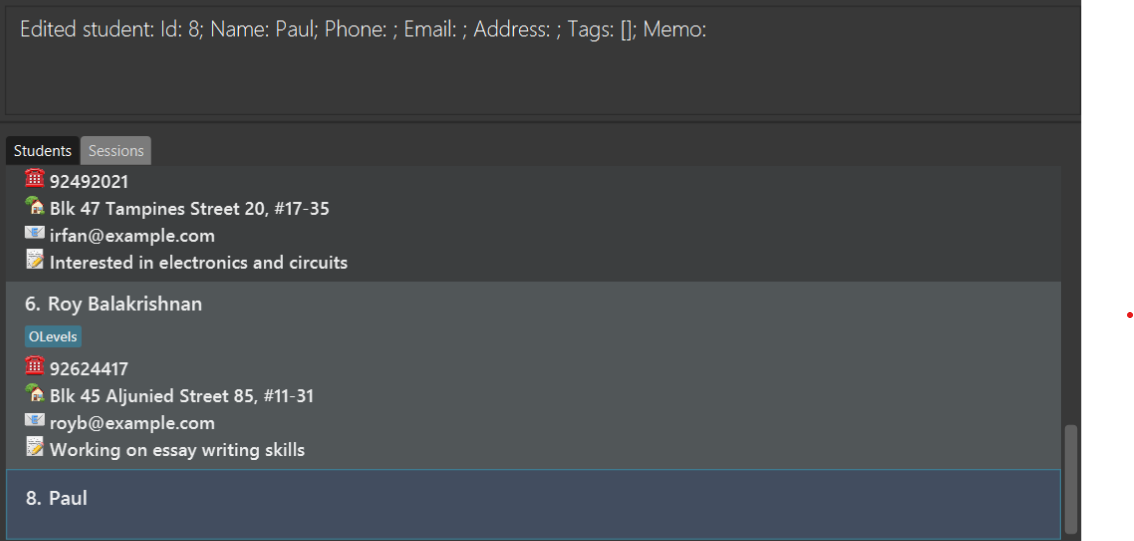 Edited student: Id: 8; Name: Paul; Phone: ; Email: ; Address: ; Tags: []; Memo:
Students Sessions
92492021
Blk 47 Tampines Street 20, #17-35
irfan@example.com
Interested in electronics and circuits
6. Roy Balakrishnan
OLevels
92624417
Blk 45 Aljunied Street 85, #11-31
royb@example.com
Working on essay writing skills
8. Paul